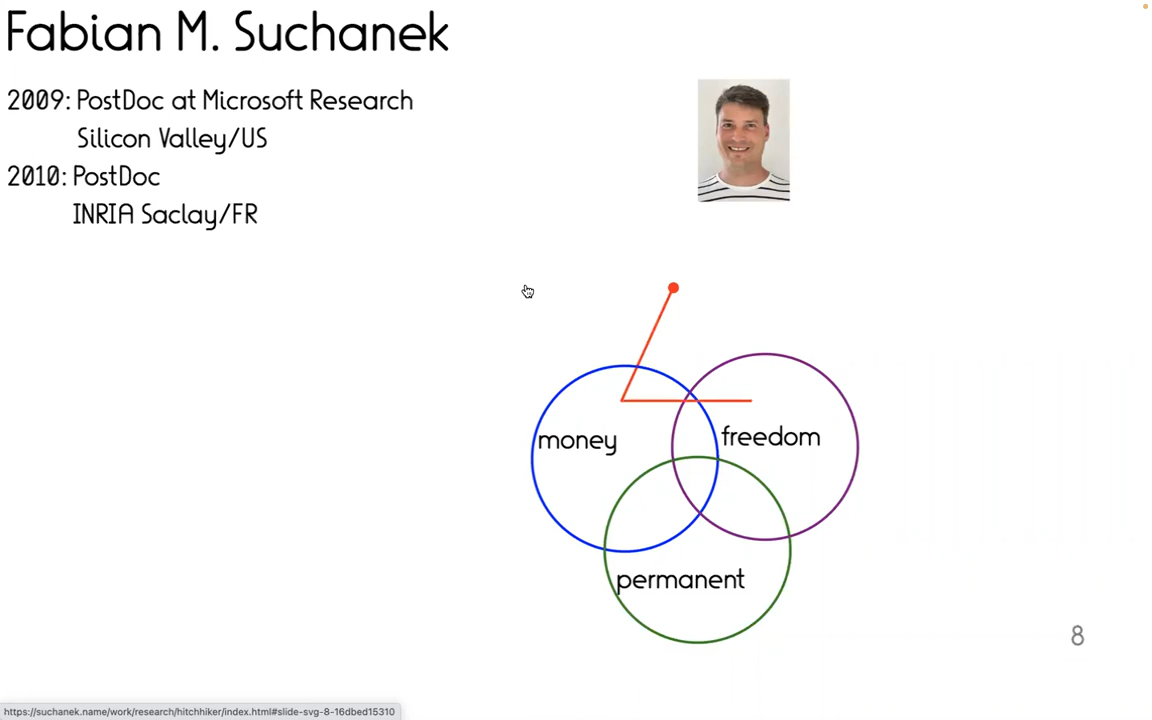 Fabian M. Suchanek
2009: PostDoc at Microsoft Research
Silicon Valley/US
2010: PostDoc
INRIA Saclay/FR
money
freedom
permanent
8
https://suchanek.name/work/research/hitchhiker/index.html#slide-svg-8-16dbed15310